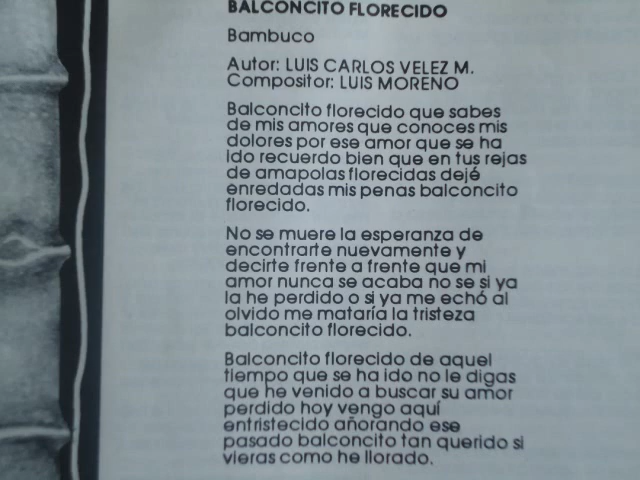 BALCONCITO FLORECIDO
Bambuco
Autor: LUIS CARLOS VELEZ M.
Compositor: LUIS MORENO
Balconcito florecido que sabes
de mis amores que conoces mis
dolores por ese amor que se ha
ido recuerdo bien que en tus rejas
de amapolas florecidas dejé
enredadas mis penas balconcito
florecido.
No se muere la esperanza de
encontrarte nuevamente y
decirte frente a frente que mi
amor nunca se acaba no se si ya
la he perdido o si ya me echó al
olvido me mataría la tristeza
balconcito florecido.
Balconcito florecido de aquel
tiempo que se ha ido no le digas
que he venido a buscar su amor
perdido hoy vengo aquí
entristecido añorando ese
pasado balconcito tan querido si
vieras como he llorado.